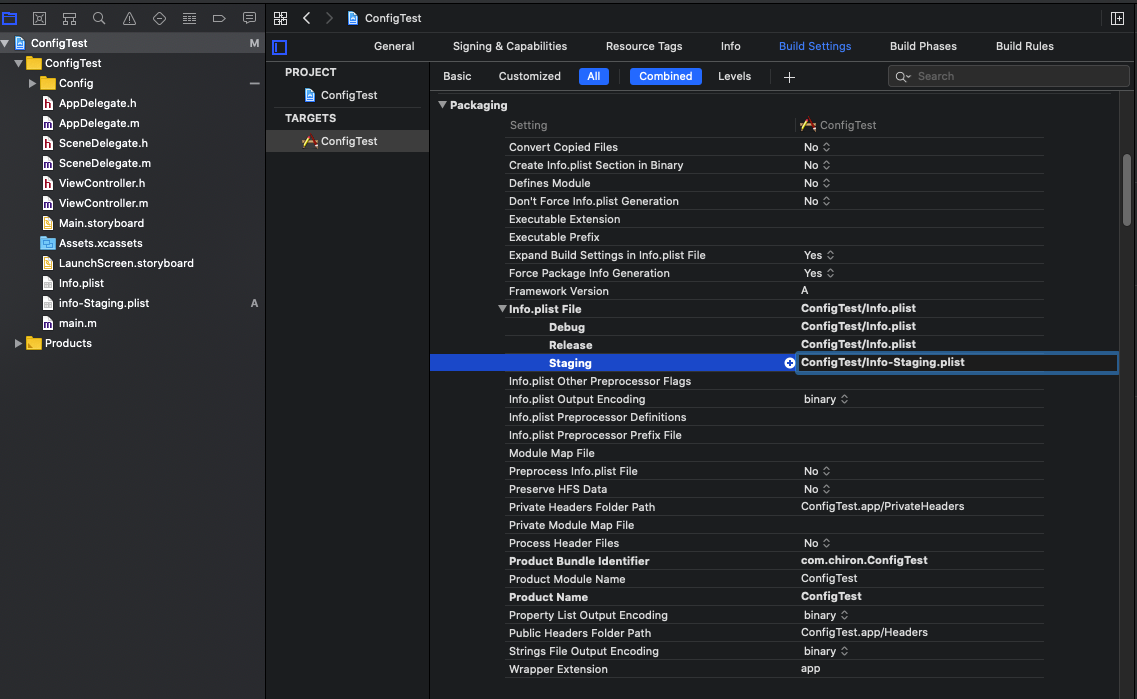 ConfigTest
ConfigTest M
General Signing & Capabilities Resource Tags Info Build Settings Build Phases Build Rules
ConfigTest
Config
AppDelegate.h
AppDelegate.m
SceneDelegate.h
SceneDelegate.m
ViewController.h
ViewController.m
Main.storyboard
Assets.xcassets
LaunchScreen.storyboard
Info.plist
info-Staging.plist A
main.m
Products
PROJECT
ConfigTest
TARGETS
ConfigTest
Basic Customized All Combined Levels + Search
Packaging
Setting ConfigTest
Convert Copied Files No
Create Info.plist Section in Binary No
Defines Module No
Don't Force Info.plist Generation No
Executable Extension
Executable Prefix
Expand Build Settings in Info.plist File Yes
Force Package Info Generation Yes
Framework Version A
Info.plist File ConfigTest/Info.plist
Debug ConfigTest/Info.plist
Release ConfigTest/Info.plist
Staging ConfigTest/Info-Staging.plist
Info.plist Other Preprocessor Flags
Info.plist Output Encoding binary
Info.plist Preprocessor Definitions
Info.plist Preprocessor Prefix File
Module Map File
Preprocess Info.plist File No
Preserve HFS Data No
Private Headers Folder Path ConfigTest.app/PrivateHeaders
Private Module Map File
Process Header Files No
Product Bundle Identifier com.chiron.ConfigTest
Product Module Name ConfigTest
Product Name ConfigTest
Property List Output Encoding binary
Public Headers Folder Path ConfigTest.app/Headers
Strings File Output Encoding binary
Wrapper Extension app